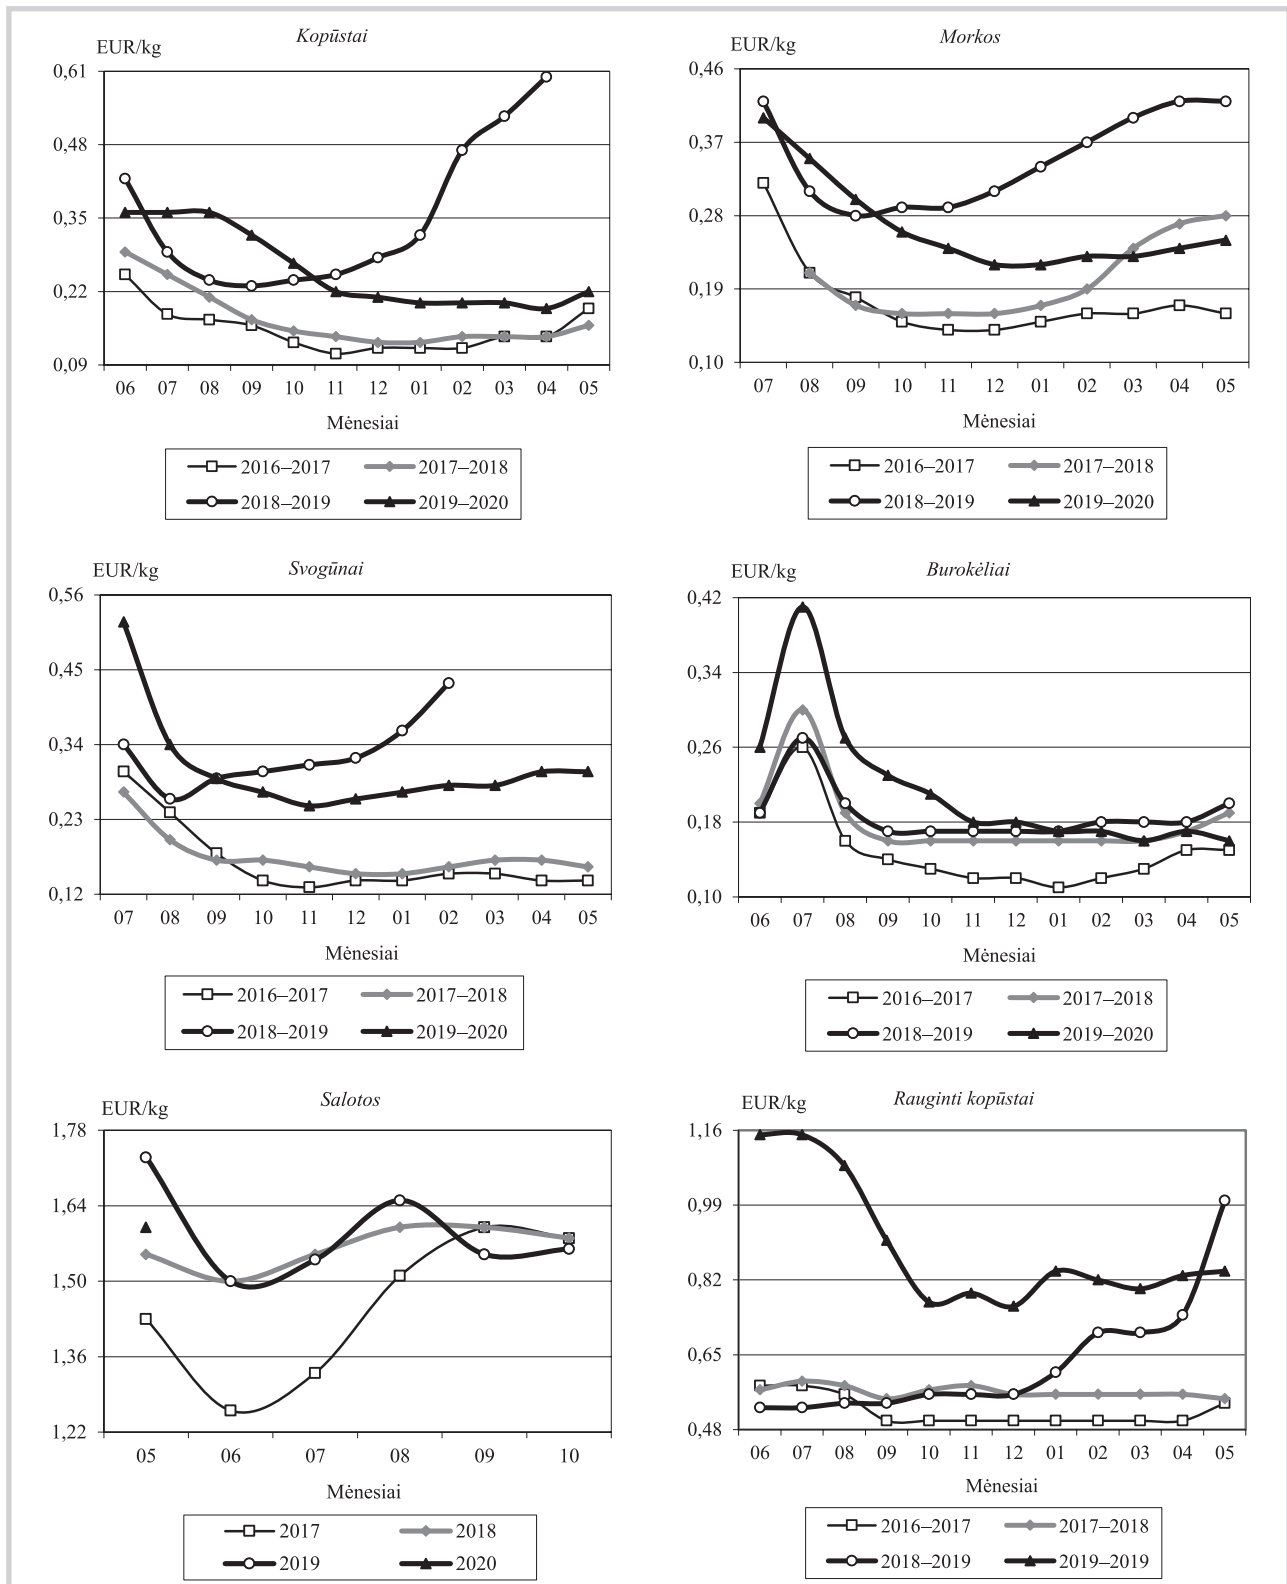 Kopūstai
EUR/kg
0,61
0,48
0,35
0,22
0,09
06 07 08 09 10 11 12 01 02 03 04 05
Mėnesiai
2016–2017 2017–2018
2018–2019 2019–2020
Morkos
EUR/kg
0,46
0,37
0,28
0,19
0,10
07 08 09 10 11 12 01 02 03 04 05
Mėnesiai
2016–2017 2017–2018
2018–2019 2019–2020
Svogūnai
EUR/kg
0,56
0,45
0,34
0,23
0,12
07 08 09 10 11 12 01 02 03 04 05
Mėnesiai
2016–2017 2017–2018
2018–2019 2019–2020
Burokėliai
EUR/kg
0,42
0,34
0,26
0,18
0,10
06 07 08 09 10 11 12 01 02 03 04 05
Mėnesiai
2016–2017 2017–2018
2018–2019 2019–2020
Salotos
EUR/kg
1,78
1,64
1,50
1,36
1,22
05 06 07 08 09 10
Mėnesiai
2017 2018
2019 2020
Rauginti kopūstai
EUR/kg
1,16
0,99
0,82
0,65
0,48
06 07 08 09 10 11 12 01 02 03 04 05
Mėnesiai
2016–2017 2017–2018
2018–2019 2019–2019